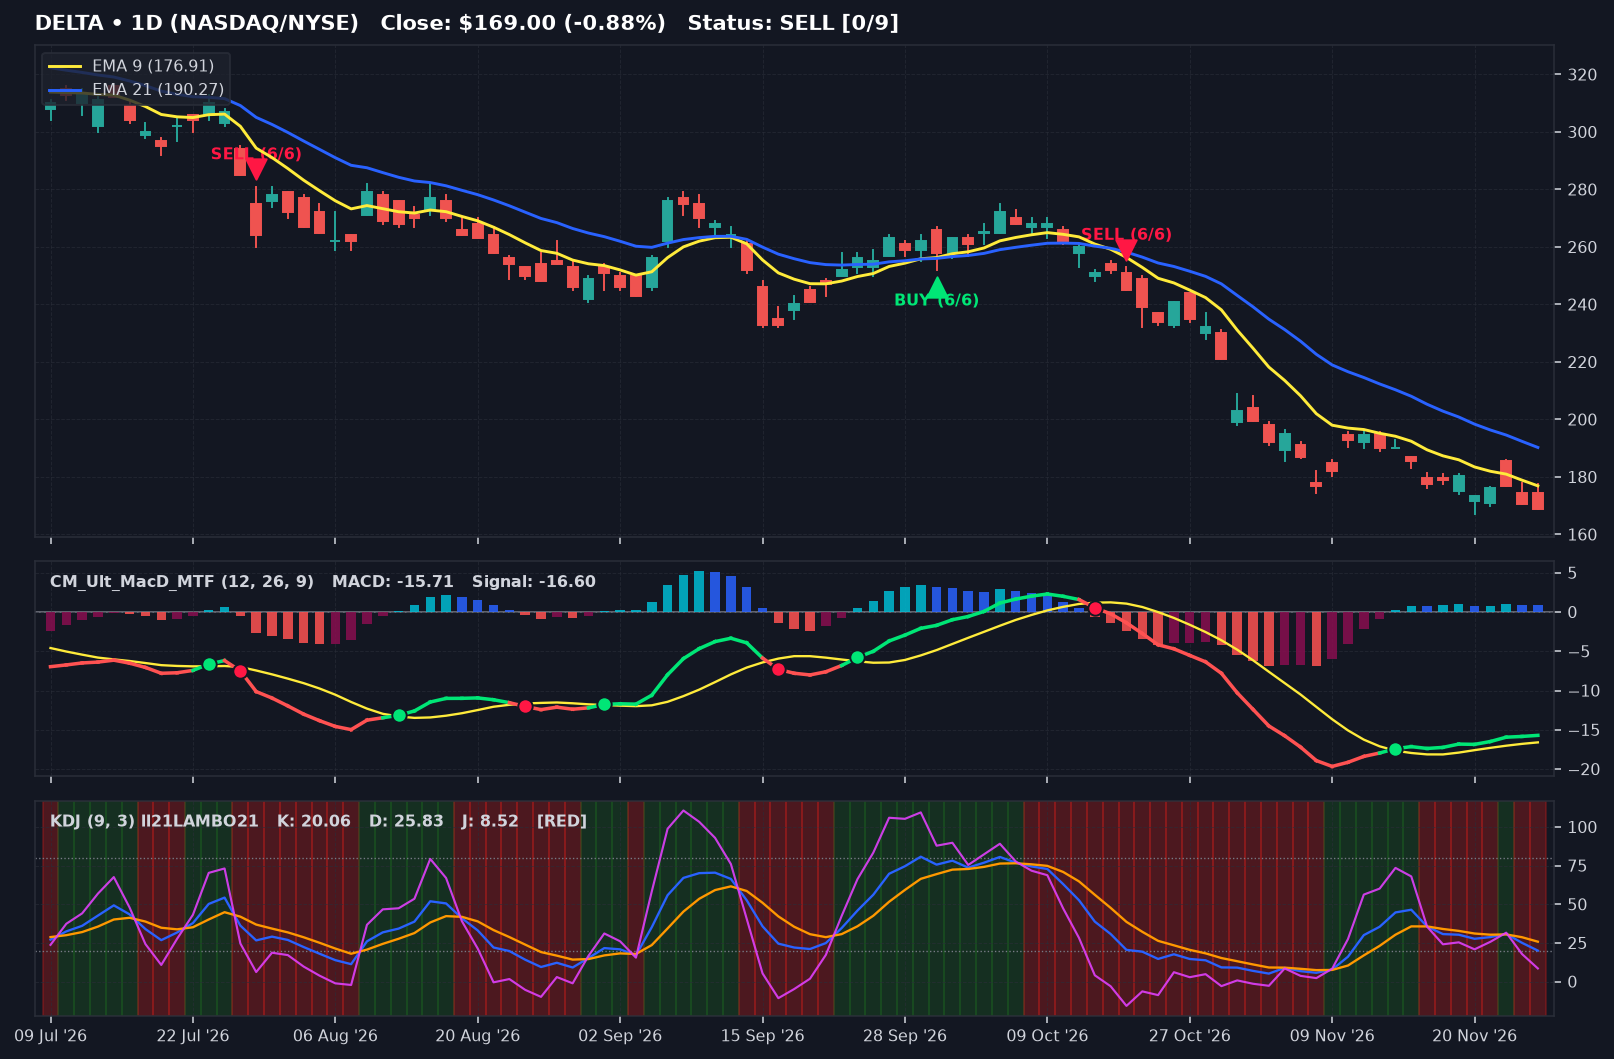 DELTA • 1D (NASDAQ/NYSE)   Close: $169.00 (-0.88%)   Status: SELL [0/9]
EMA 9 (176.91)
EMA 21 (190.27)
SELL (6/6)
SELL (6/6)
BUY (6/6)
320
300
280
260
240
220
200
180
160
CM_Ult_MacD_MTF (12, 26, 9)   MACD: -15.71   Signal: -16.60
5
0
−5
−10
−15
−20
KDJ (9, 3) II21LAMBO21   K: 20.06   D: 25.83   J: 8.52   [RED]
100
75
50
25
0
09 Jul '26
22 Jul '26
06 Aug '26
20 Aug '26
02 Sep '26
15 Sep '26
28 Sep '26
09 Oct '26
27 Oct '26
09 Nov '26
20 Nov '26